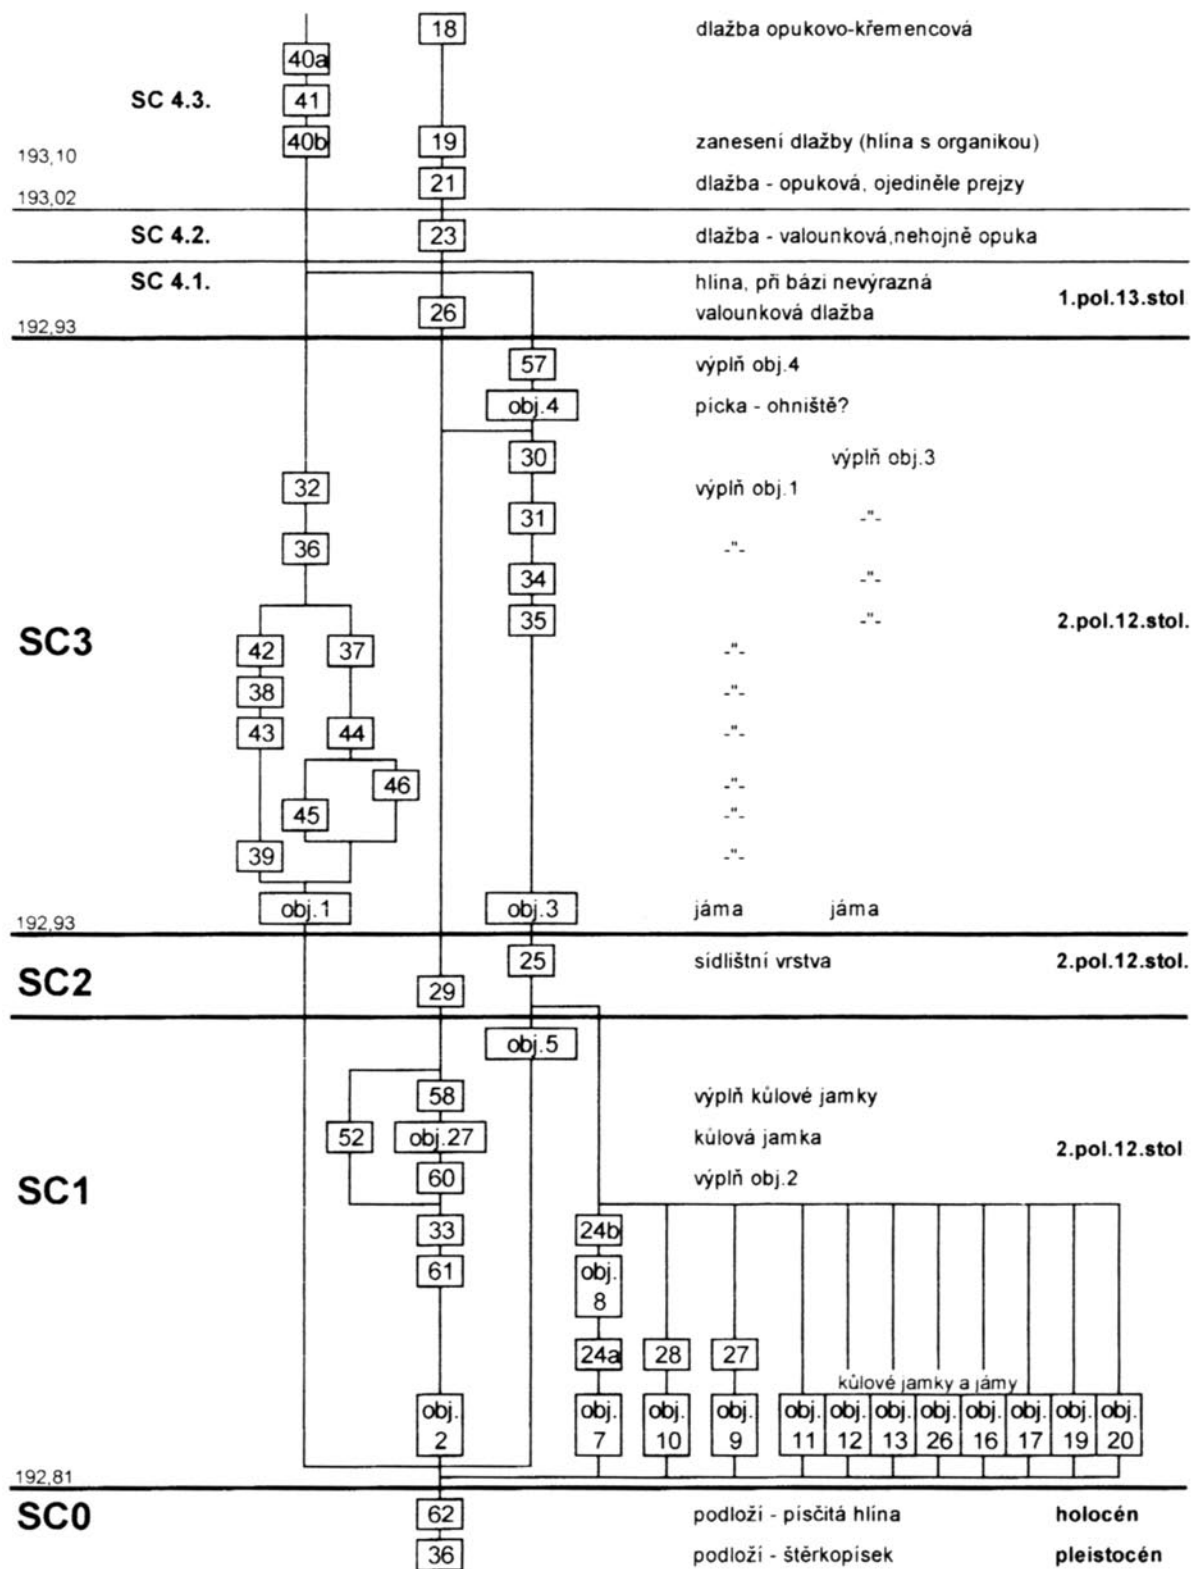 18 dlažba opukovo-křemencová
40a
SC 4.3. 41
40b 19 zanesení dlažby (hlína s organikou)
193,10
21 dlažba - opuková, ojediněle prejzy
193,02
SC 4.2. 23 dlažba - valounková,nehojně opuka
SC 4.1. hlína, při bázi nevýrazná 1.pol.13.stol
26 valounková dlažba
192,93
57 výplň obj.4
obj.4 pícka - ohniště?
30 výplň obj.3
32 výplň obj.1
31 -"-
36 -"-
34 -"-
35 -"- 2.pol.12.stol.
SC3
42 37 -"-
38 -"-
43 44 -"-
46 -"-
45 -"-
39 -"-
obj.1 obj.3 jáma jáma
192,93
25 sídlištní vrstva 2.pol.12.stol.
SC2
29
obj.5
58 výplň kůlové jamky
52 obj.27 kůlová jamka 2.pol.12.stol
60 výplň obj.2
SC1
33 24b
61 obj.
8
24a 28 27
kůlové jamky a jámy
obj. obj. obj. obj. obj. obj. obj. obj. obj. obj. obj. obj.
2 7 10 9 11 12 13 26 16 17 19 20
192,81
SC0
62 podloží - písčitá hlína holocén
36 podloží - štěrkopísek pleistocén